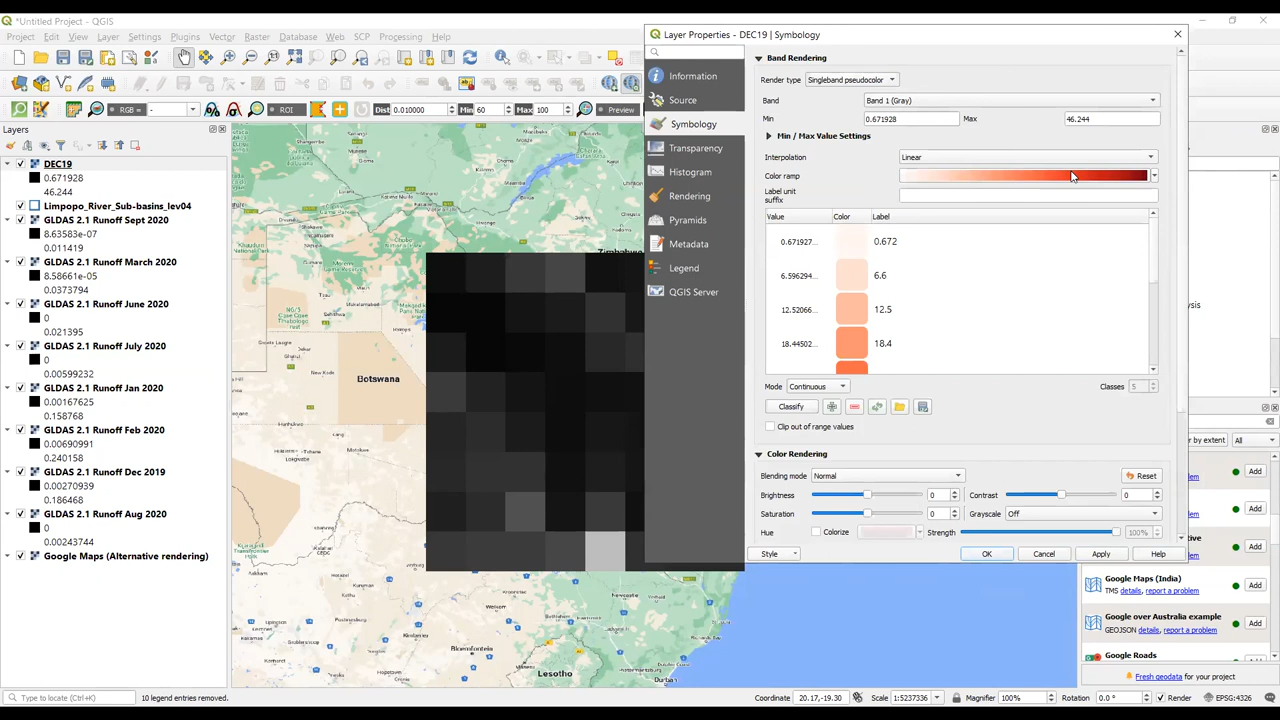 *Untitled Project - QGIS
Project Edit View Layer Settings Plugins Vector Raster Database Web Mesh SCP Processing Help
RGB = - ROI Dist 0.010000 Min 60 Max 100 Preview
Layers
DEC19
0.671928
46.244
Limpopo_River_Sub-basins_lev04
GLDAS 2.1 Runoff Sept 2020
8.63583e-07
0.011419
GLDAS 2.1 Runoff March 2020
8.58661e-05
0.0373794
GLDAS 2.1 Runoff June 2020
0
0.021395
GLDAS 2.1 Runoff July 2020
0
0.00599232
GLDAS 2.1 Runoff Jan 2020
0.00167625
0.158768
GLDAS 2.1 Runoff Feb 2020
0.00690991
0.240158
GLDAS 2.1 Runoff Dec 2019
0.00270939
0.186468
GLDAS 2.1 Runoff Aug 2020
0
0.00243744
Google Maps (Alternative rendering)
Botswana
Bloemfontein
Lesotho
Durban
Layer Properties - DEC19 | Symbology
Information
Source
Symbology
Transparency
Histogram
Rendering
Pyramids
Metadata
Legend
QGIS Server
Band Rendering
Render type Singleband pseudocolor
Band Band 1 (Gray)
Min 0.671928 Max 46.244
Min / Max Value Settings
Interpolation Linear
Color ramp
Label unit
suffix
Value Color Label
0.671927... 0.672
6.596294... 6.6
12.52066... 12.5
18.44502... 18.4
Mode Continuous Classes 5
Classify
Clip out of range values
Color Rendering
Blending mode Normal Reset
Brightness 0 Contrast 0
Saturation 0 Grayscale Off
Hue Colorize Strength 100%
Style OK Cancel Apply Help
r by extent All
Add
Add
Add
Google Maps (India)
TMS details, report a problem Add
Google over Australia example
GEOJSON details, report a problem Add
Google Roads
Fresh geodata for your project
Type to locate (Ctrl+K) 10 legend entries removed. Coordinate 20.17,-19.30 Scale 1:5237336 Magnifier 100% Rotation 0.0 ° Render EPSG:4326